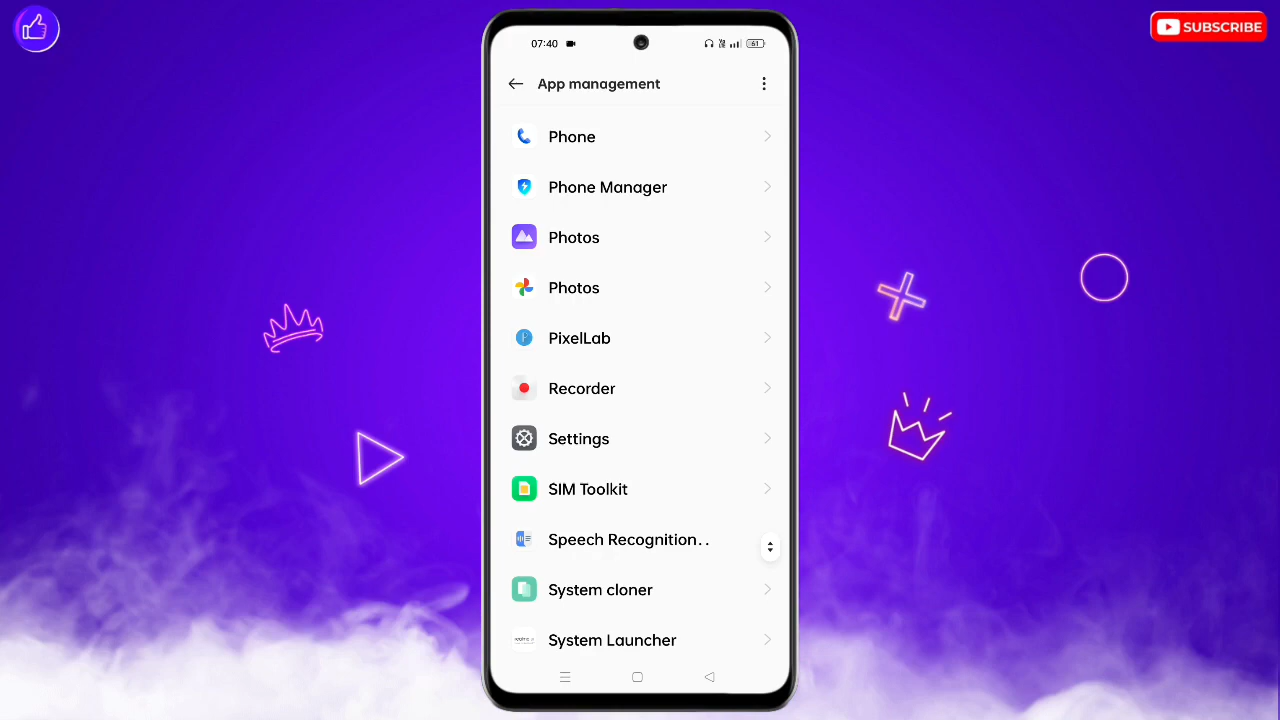 SUBSCRIBE
07:40
61
App management
Phone
Phone Manager
Photos
Photos
PixelLab
Recorder
Settings
SIM Toolkit
Speech Recognition..
System cloner
System Launcher